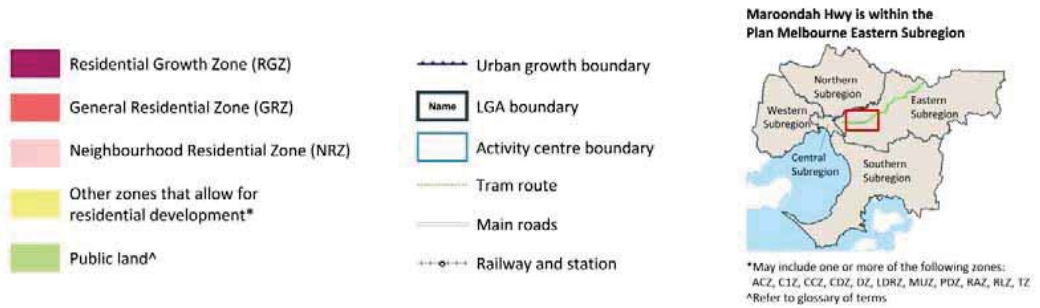 Residential Growth Zone (RGZ)
General Residential Zone (GRZ)
Neighbourhood Residential Zone (NRZ)
Other zones that allow for
residential development*
Public land^
Urban growth boundary
Name
LGA boundary
Activity centre boundary
Tram route
Main roads
Railway and station
Maroondah Hwy is within the
Plan Melbourne Eastern Subregion
Northern
Subregion
Eastern
Subregion
Western
Subregion
Central
Subregion
Southern
Subregion
*May include one or more of the following zones:
ACZ, C1Z, CCZ, CDZ, DZ, LDRZ, MUZ, PDZ, RAZ, RLZ, TZ
^Refer to glossary of terms